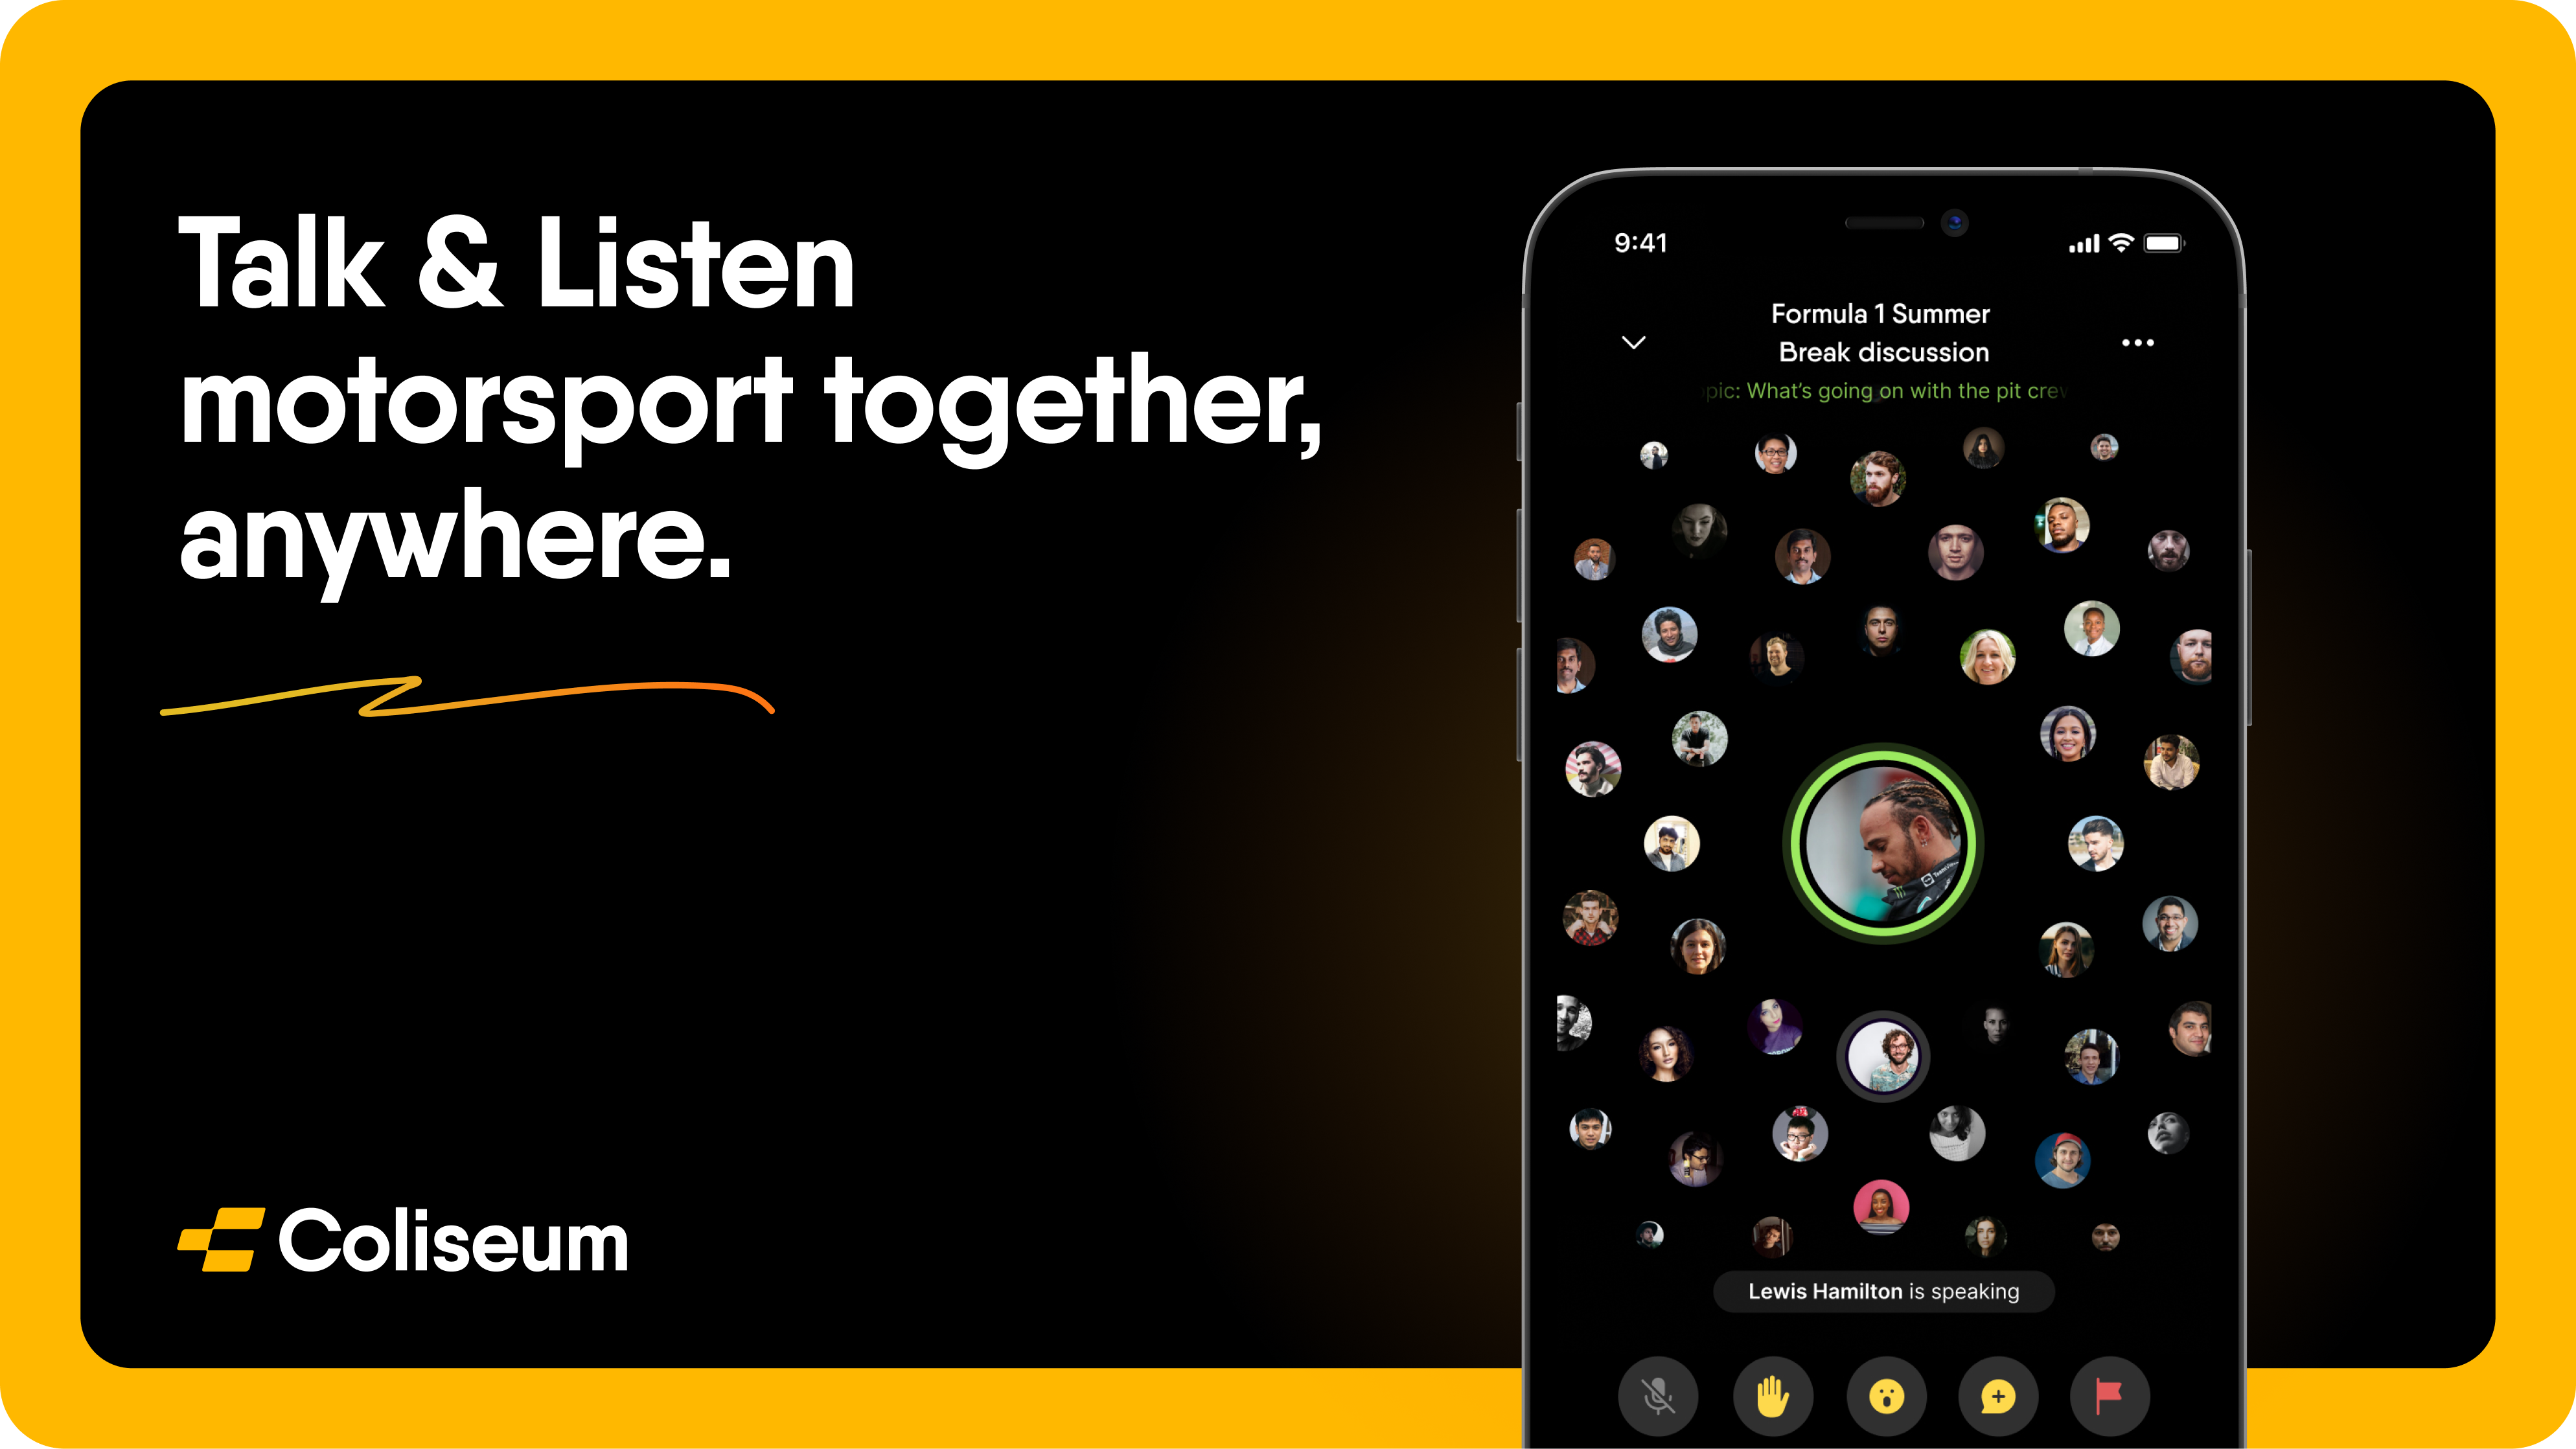 Talk & Listen
motorsport together,
anywhere.
Coliseum
9:41
Formula 1 Summer
Break discussion
pic: What's going on with the pit crew
Lewis Hamilton is speaking